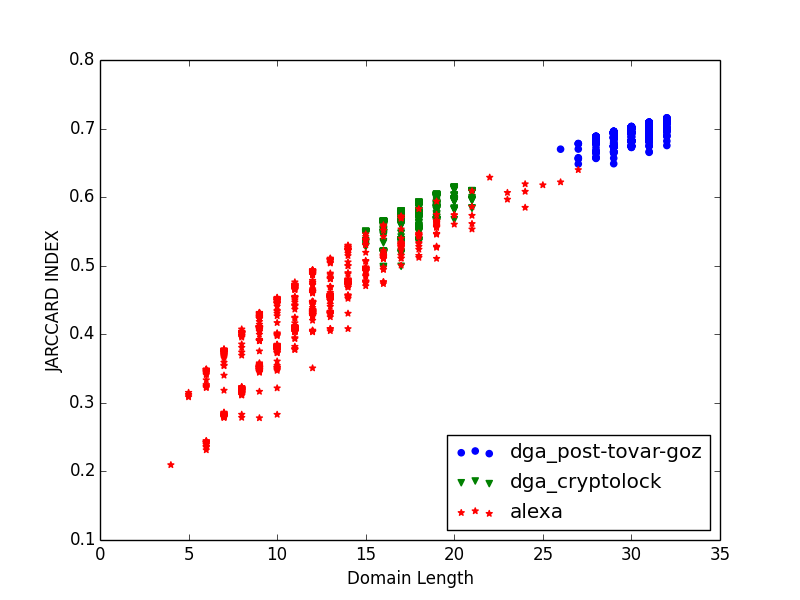 0.8
0.7
0.6
0.5
0.4
0.3
0.2
0.1
JARCCARD INDEX
0 5 10 15 20 25 30 35
Domain Length
dga_post-tovar-goz
dga_cryptolock
alexa